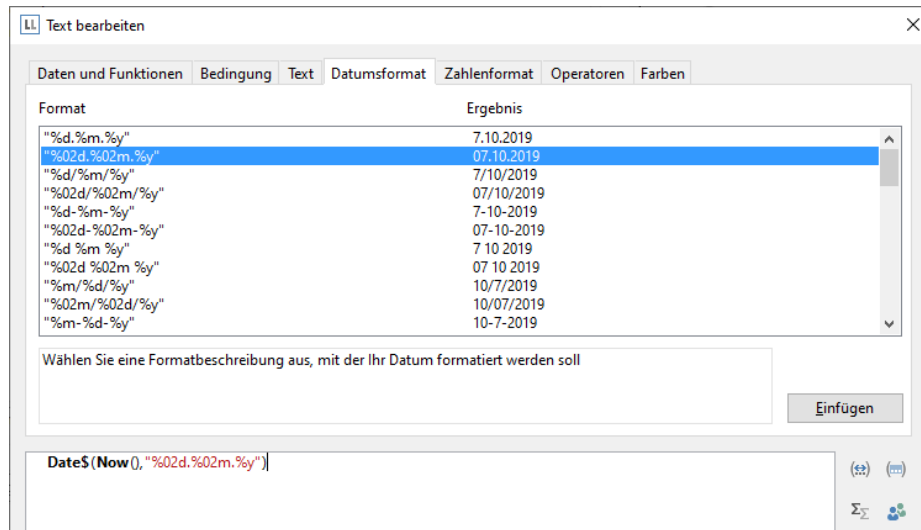 LL Text bearbeiten
Daten und Funktionen Bedingung Text Datumsformat Zahlenformat Operatoren Farben
Format Ergebnis
"%d.%m.%y" 7.10.2019
"%02d.%02m.%y" 07.10.2019
"%d/%m/%y" 7/10/2019
"%02d/%02m/%y" 07/10/2019
"%d-%m-%y" 7-10-2019
"%02d-%02m-%y" 07-10-2019
"%d %m %y" 7 10 2019
"%02d %02m %y" 07 10 2019
"%m/%d/%y" 10/7/2019
"%02m/%02d/%y" 10/07/2019
"%m-%d-%y" 10-7-2019
Wählen Sie eine Formatbeschreibung aus, mit der Ihr Datum formatiert werden soll
Einfügen
Date$(Now(),"%02d.%02m.%y")
ΣΣ